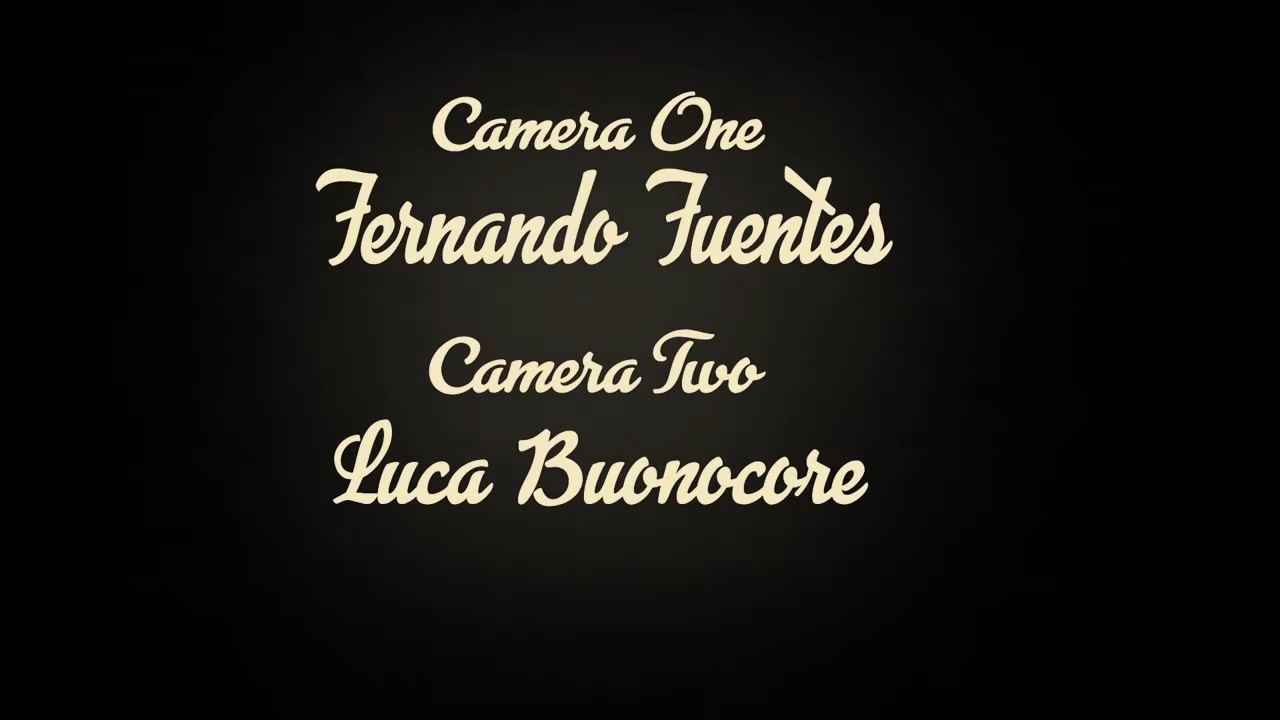 Camera One
Fernando Fuentes
Camera Two
Luca Buonocore